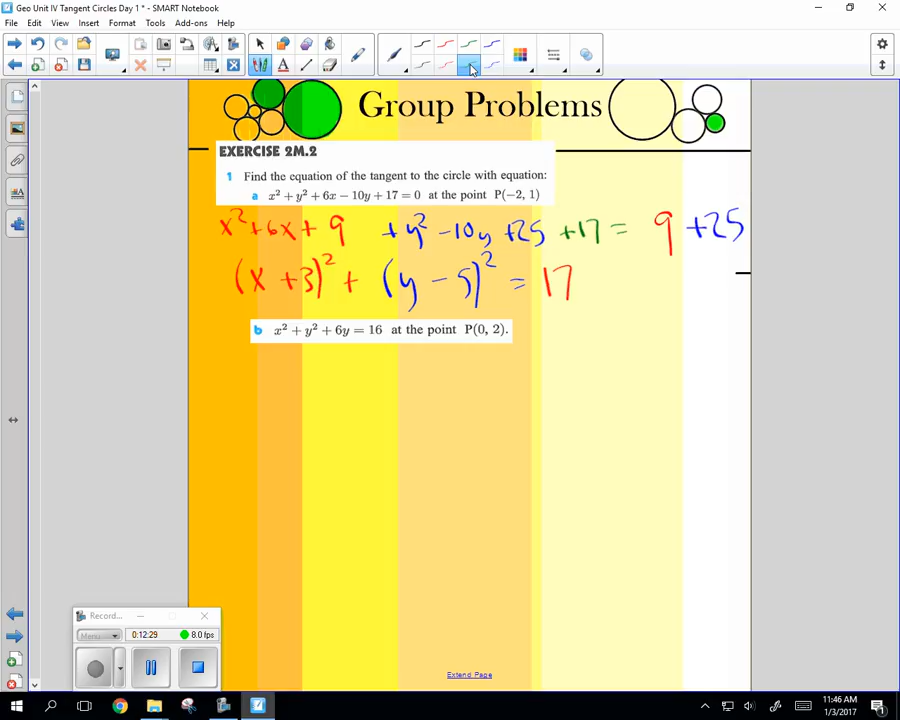 Geo Unit IV Tangent Circles Day 1 * - SMART Notebook
File Edit View Insert Format Tools Add-ons Help
Group Problems
EXERCISE 2M.2
1 Find the equation of the tangent to the circle with equation:
a x² + y² + 6x − 10y + 17 = 0 at the point P(−2, 1)
x² + 6x + 9 + y² − 10y + 25 + 17 = 9 + 25
(x + 3)² + (y − 5)² = 17
b x² + y² + 6y = 16 at the point P(0, 2).
Record...
Menu 0:12:29 8.0 fps
Extend Page
11:46 AM
1/3/2017